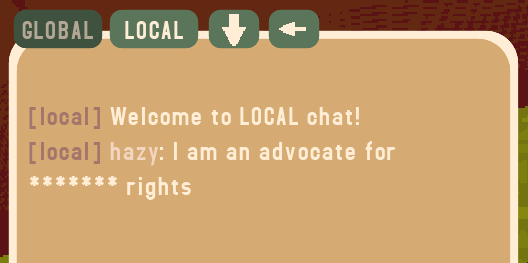 GLOBAL LOCAL
[local] Welcome to LOCAL chat!
[local] hazy: I am an advocate for
******* rights